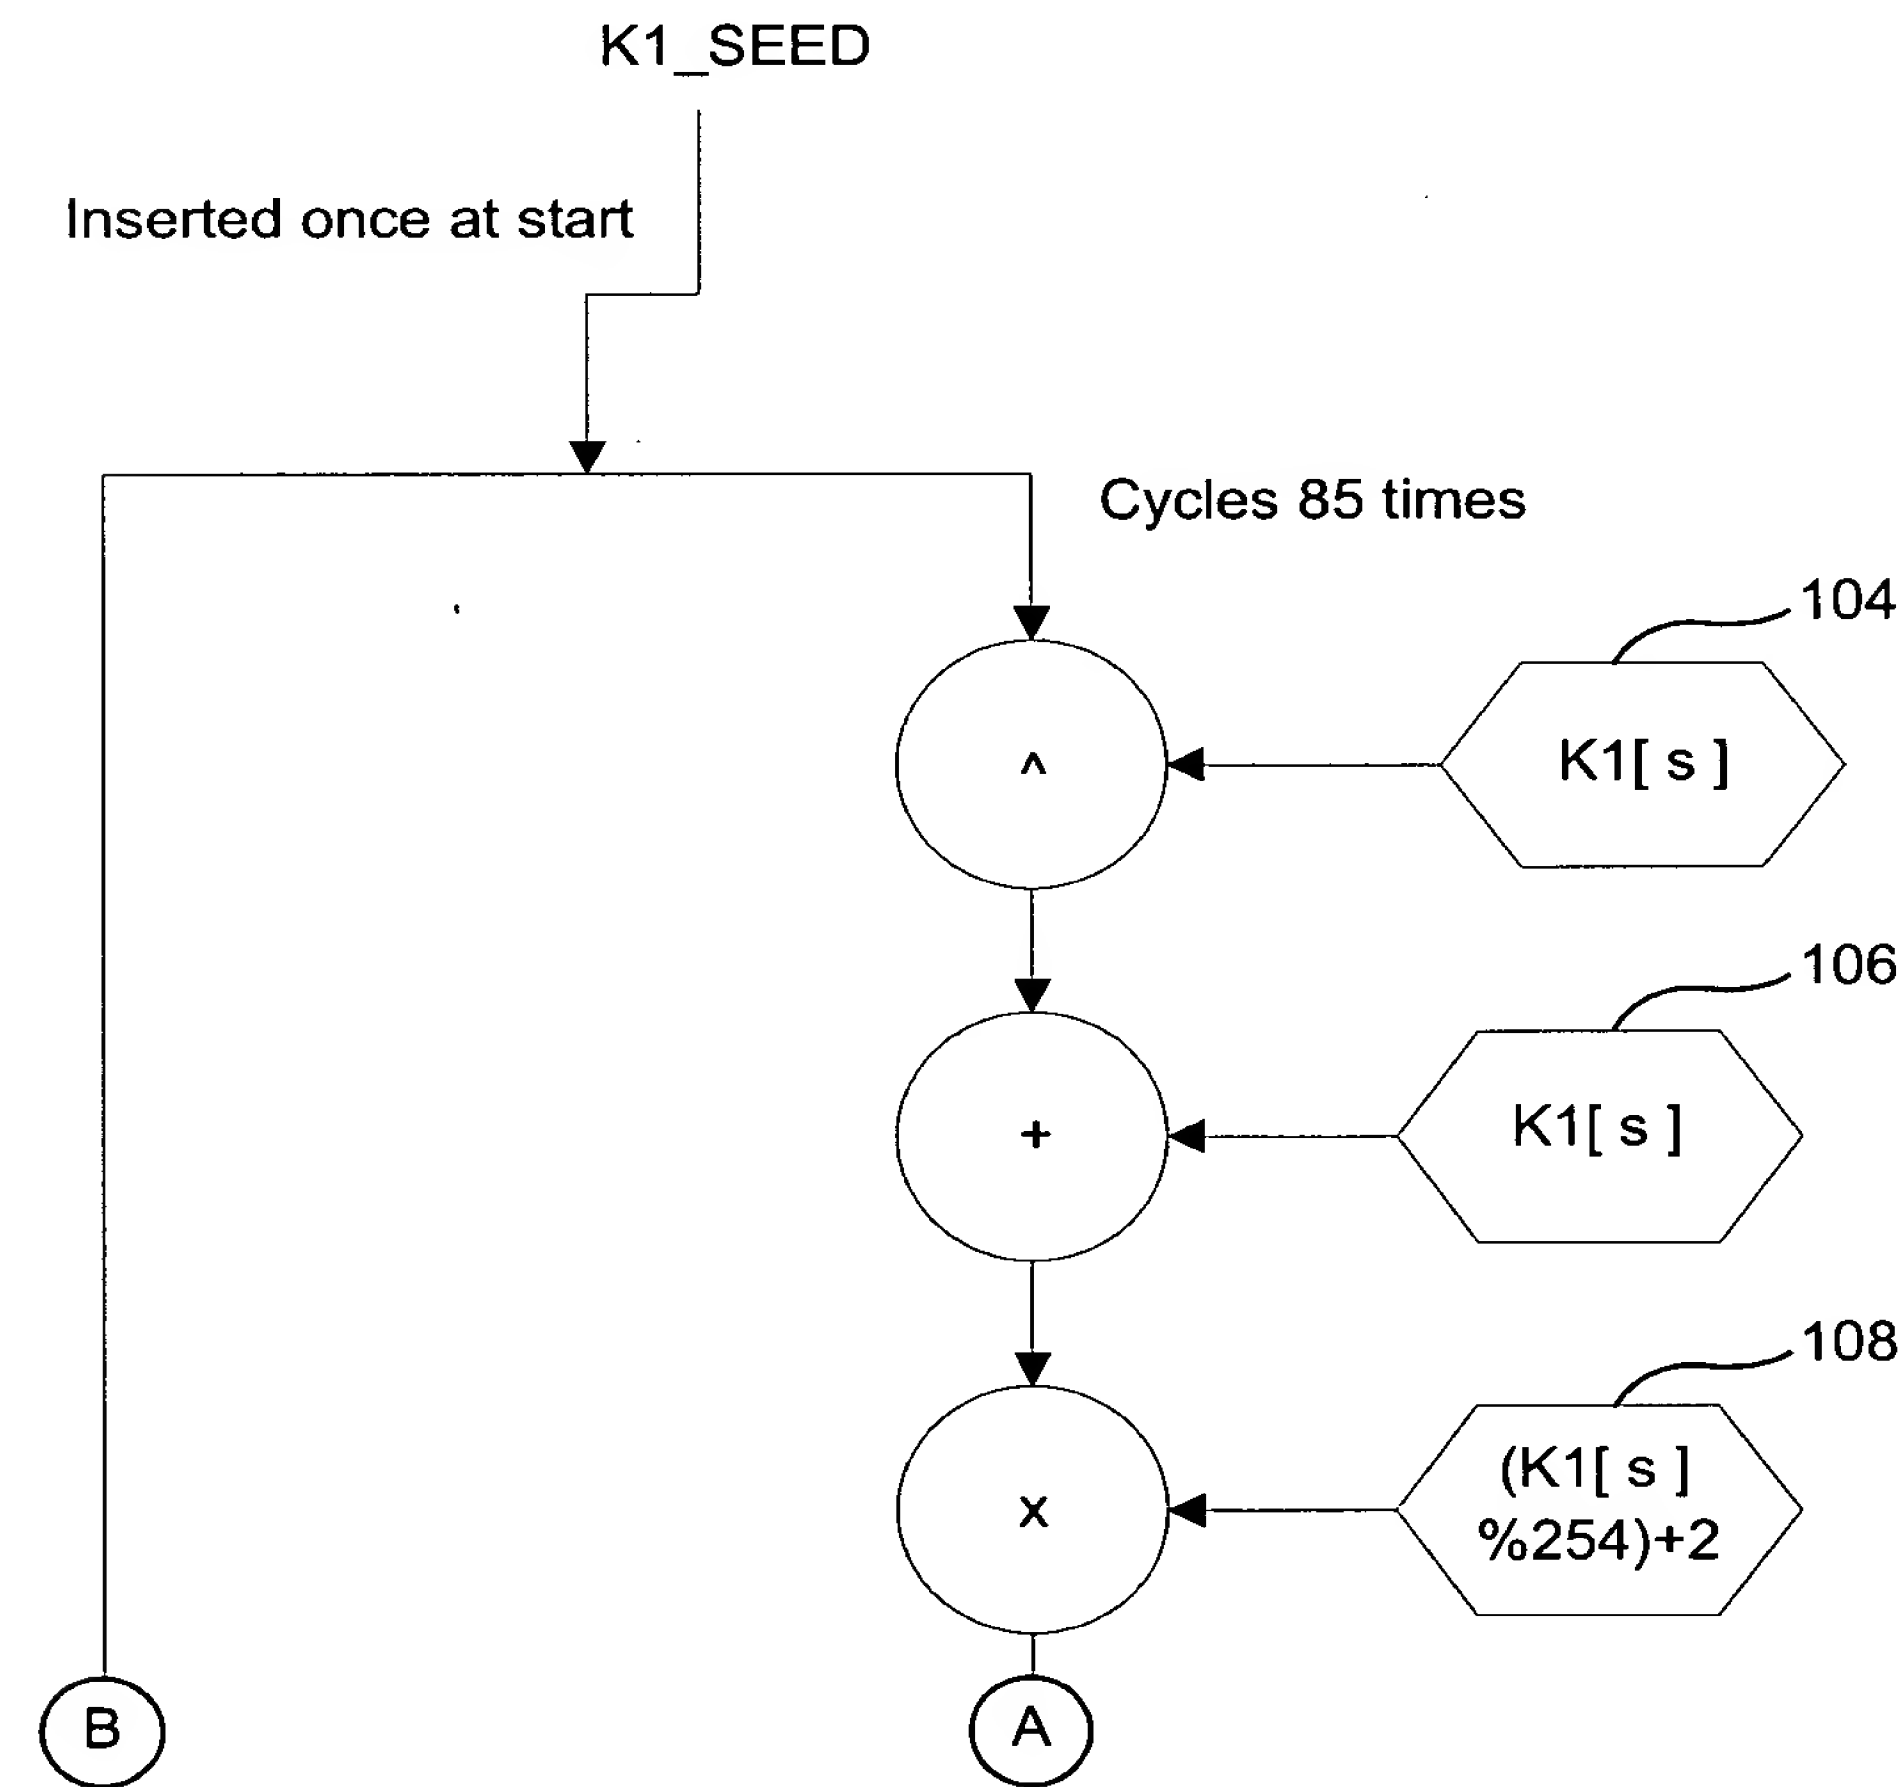 K1_SEED
Inserted once at start
Cycles 85 times
104
^
K1[ s ]
106
+
K1[ s ]
108
x
(K1[ s ]
%254)+2
B
A